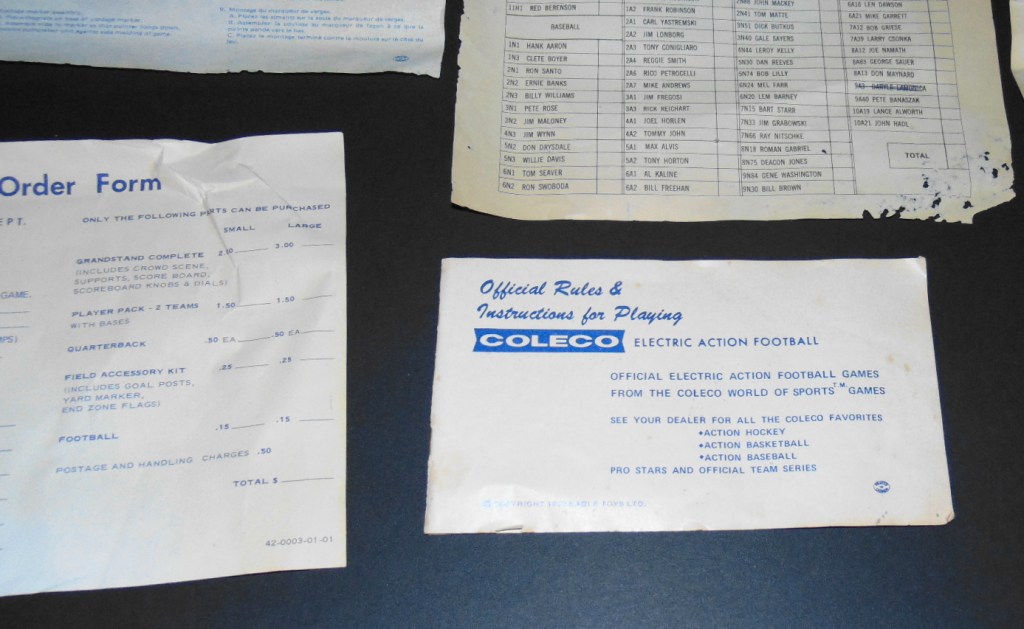 11H1 RED BERENSON
BASEBALL
1N1 HANK AARON
1N3 CLETE BOYER
2N1 RON SANTO
2N2 ERNIE BANKS
2N3 BILLY WILLIAMS
3N1 PETE ROSE
3N2 JIM MALONEY
4N3 JIM WYNN
5N2 DON DRYSDALE
5N3 WILLIE DAVIS
6N1 TOM SEAVER
6N2 RON SWOBODA
1A2 FRANK ROBINSON
2A1 CARL YASTREMSKI
2A2 JIM LONBORG
2A3 TONY CONIGLIARO
2A4 REGGIE SMITH
2A6 RICO PETROCELLI
2A7 MIKE ANDREWS
3A1 JIM FREGOSI
3A3 RICK REICHART
4A1 JOEL HORLEN
4A2 TOMMY JOHN
5A1 MAX ALVIS
5A2 TONY HORTON
6A1 AL KALINE
6A2 BILL FREEHAN
JOHN MACKEY
2N41 TOM MATTE
2N51 DICK BUTKUS
3N40 GALE SAYERS
4N44 LEROY KELLY
5N30 DAN REEVES
5N74 BOB LILLY
6N24 MEL FARR
6N20 LEM BARNEY
7N15 BART STARR
7N33 JIM GRABOWSKI
7N66 RAY NITSCHKE
8N18 ROMAN GABRIEL
8N75 DEACON JONES
9N84 GENE WASHINGTON
9N30 BILL BROWN
6A10 LEN DAWSON
6A21 MIKE GARRETT
7A12 BOB GRIESE
7A39 LARRY CSONKA
8A12 JOE NAMATH
8A83 GEORGE SAUER
8A13 DON MAYNARD
9A3 DARYLE LAMONICA
9A40 PETE BANASZAK
10A19 LANCE ALWORTH
10A21 JOHN HADL
TOTAL
Order Form
EPT.
ONLY THE FOLLOWING PARTS CAN BE PURCHASED
SMALL LARGE
GRANDSTAND COMPLETE 3.00
(INCLUDES CROWD SCENE,
SUPPORTS, SCORE BOARD,
SCOREBOARD KNOBS & DIALS)
GAME.
PLAYER PACK - 2 TEAMS 1.50 1.50
WITH BASES
QUARTERBACK .50 EA .50 EA
FIELD ACCESSORY KIT .25 .25
(INCLUDES GOAL POSTS,
YARD MARKER,
END ZONE FLAGS)
FOOTBALL .15 .15
POSTAGE AND HANDLING CHARGES .50
TOTAL $
42-0003-01-01
Official Rules &
Instructions for Playing
COLECO ELECTRIC ACTION FOOTBALL
OFFICIAL ELECTRIC ACTION FOOTBALL GAMES
FROM THE COLECO WORLD OF SPORTS T.M. GAMES
SEE YOUR DEALER FOR ALL THE COLECO FAVORITES
•ACTION HOCKEY
•ACTION BASKETBALL
•ACTION BASEBALL
PRO STARS AND OFFICIAL TEAM SERIES